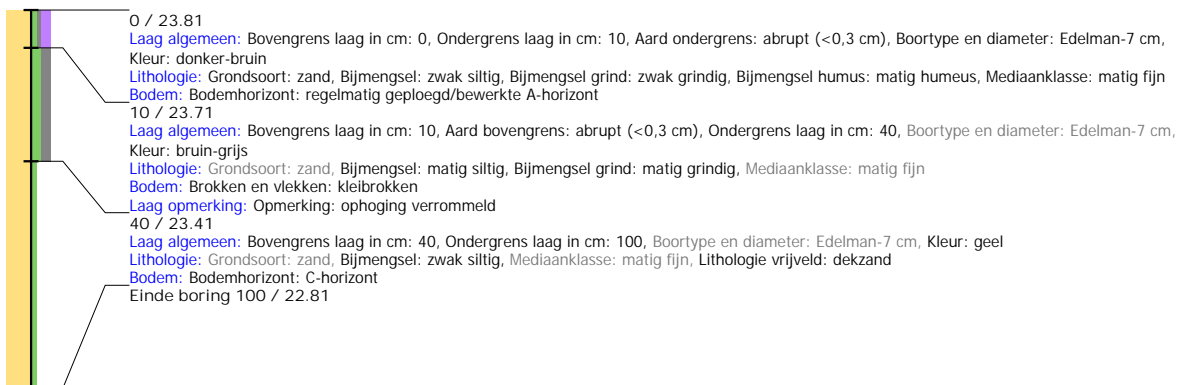 0 / 23.81
Laag algemeen: Bovengrens laag in cm: 0, Ondergrens laag in cm: 10, Aard ondergrens: abrupt (<0,3 cm), Boortype en diameter: Edelman-7 cm,
Kleur: donker-bruin
Lithologie: Grondsoort: zand, Bijmengsel: zwak siltig, Bijmengsel grind: zwak grindig, Bijmengsel humus: matig humeus, Mediaanklasse: matig fijn
Bodem: Bodemhorizont: regelmatig geploegd/bewerkte A-horizont
10 / 23.71
Laag algemeen: Bovengrens laag in cm: 10, Aard bovengrens: abrupt (<0,3 cm), Ondergrens laag in cm: 40, Boortype en diameter: Edelman-7 cm,
Kleur: bruin-grijs
Lithologie: Grondsoort: zand, Bijmengsel: matig siltig, Bijmengsel grind: matig grindig, Mediaanklasse: matig fijn
Bodem: Brokken en vlekken: kleibrokken
Laag opmerking: Opmerking: ophoging verrommeld
40 / 23.41
Laag algemeen: Bovengrens laag in cm: 40, Ondergrens laag in cm: 100, Boortype en diameter: Edelman-7 cm, Kleur: geel
Lithologie: Grondsoort: zand, Bijmengsel: zwak siltig, Mediaanklasse: matig fijn, Lithologie vrijveld: dekzand
Bodem: Bodemhorizont: C-horizont
Einde boring 100 / 22.81